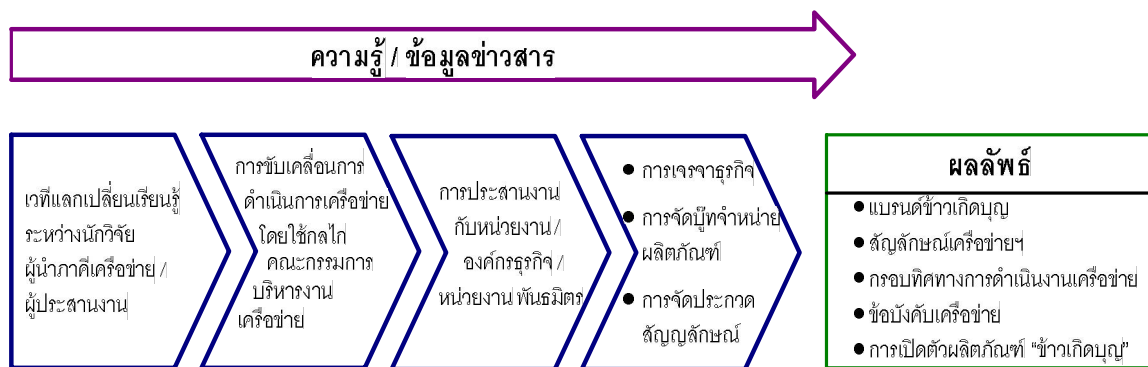 ความรู้ / ข้อมูลข่าวสาร
เวทีแลกเปลี่ยนเรียนรู้
ระหว่างนักวิจัย
ผู้นำภาคีเครือข่าย /
ผู้ประสานงาน
การขับเคลื่อนการ
ดำเนินการเครือข่าย
โดยใช้กลไก
คณะกรรมการ
บริหารงาน
เครือข่าย
การประสานงาน
กับหน่วยงาน /
องค์กรธุรกิจ /
หน่วยงาน พันธมิตร
● การเจรจาธุรกิจ
● การจัดบู๊ทจำหน่าย
ผลิตภัณฑ์
● การจัดประกวด
สัญญลักษณ์
ผลลัพธ์
● แบรนด์ข้าวเกิดบุญ
● สัญลักษณ์เครือข่ายฯ
● กรอบทิศทางการดำเนินงานเครือข่าย
● ข้อบังคับเครือข่าย
● การเปิดตัวผลิตภัณฑ์ “ข้าวเกิดบุญ”